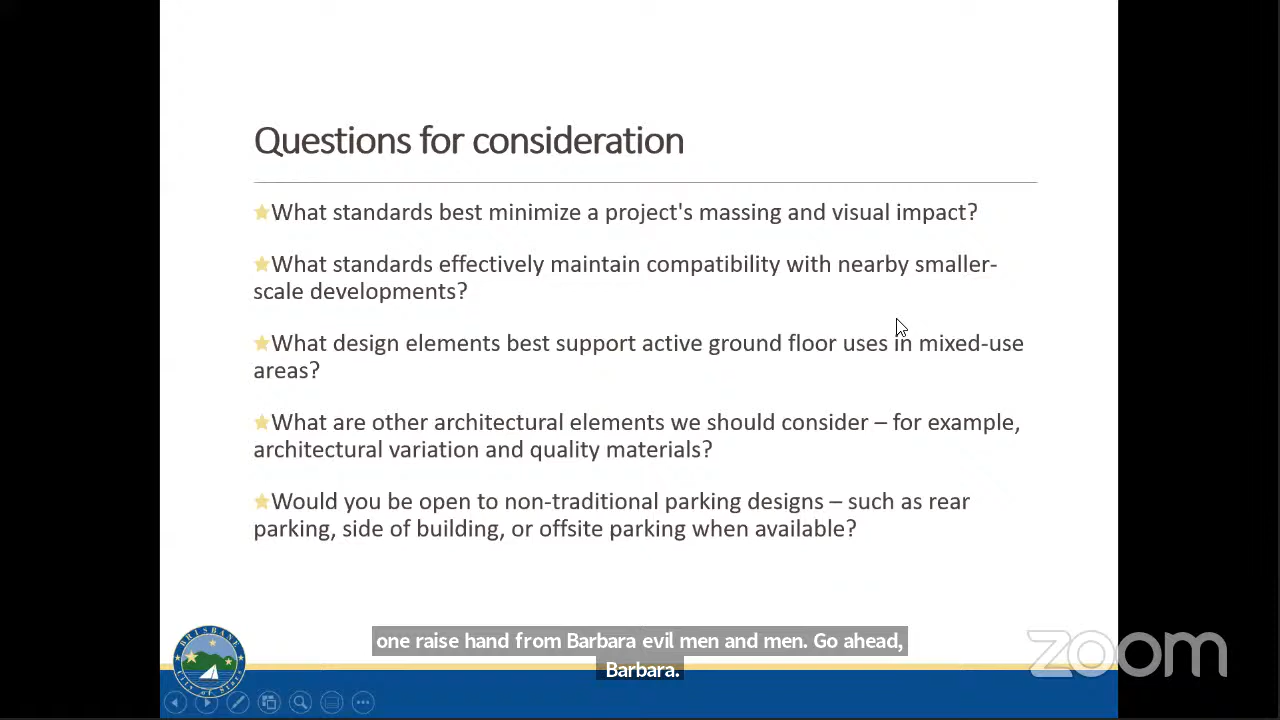 Questions for consideration
What standards best minimize a project's massing and visual impact?
What standards effectively maintain compatibility with nearby smaller-
scale developments?
What design elements best support active ground floor uses in mixed-use
areas?
What are other architectural elements we should consider – for example,
architectural variation and quality materials?
Would you be open to non-traditional parking designs – such as rear
parking, side of building, or offsite parking when available?
one raise hand from Barbara evil men and men. Go ahead,
Barbara.
BRISBANE
City of Stars
zoom